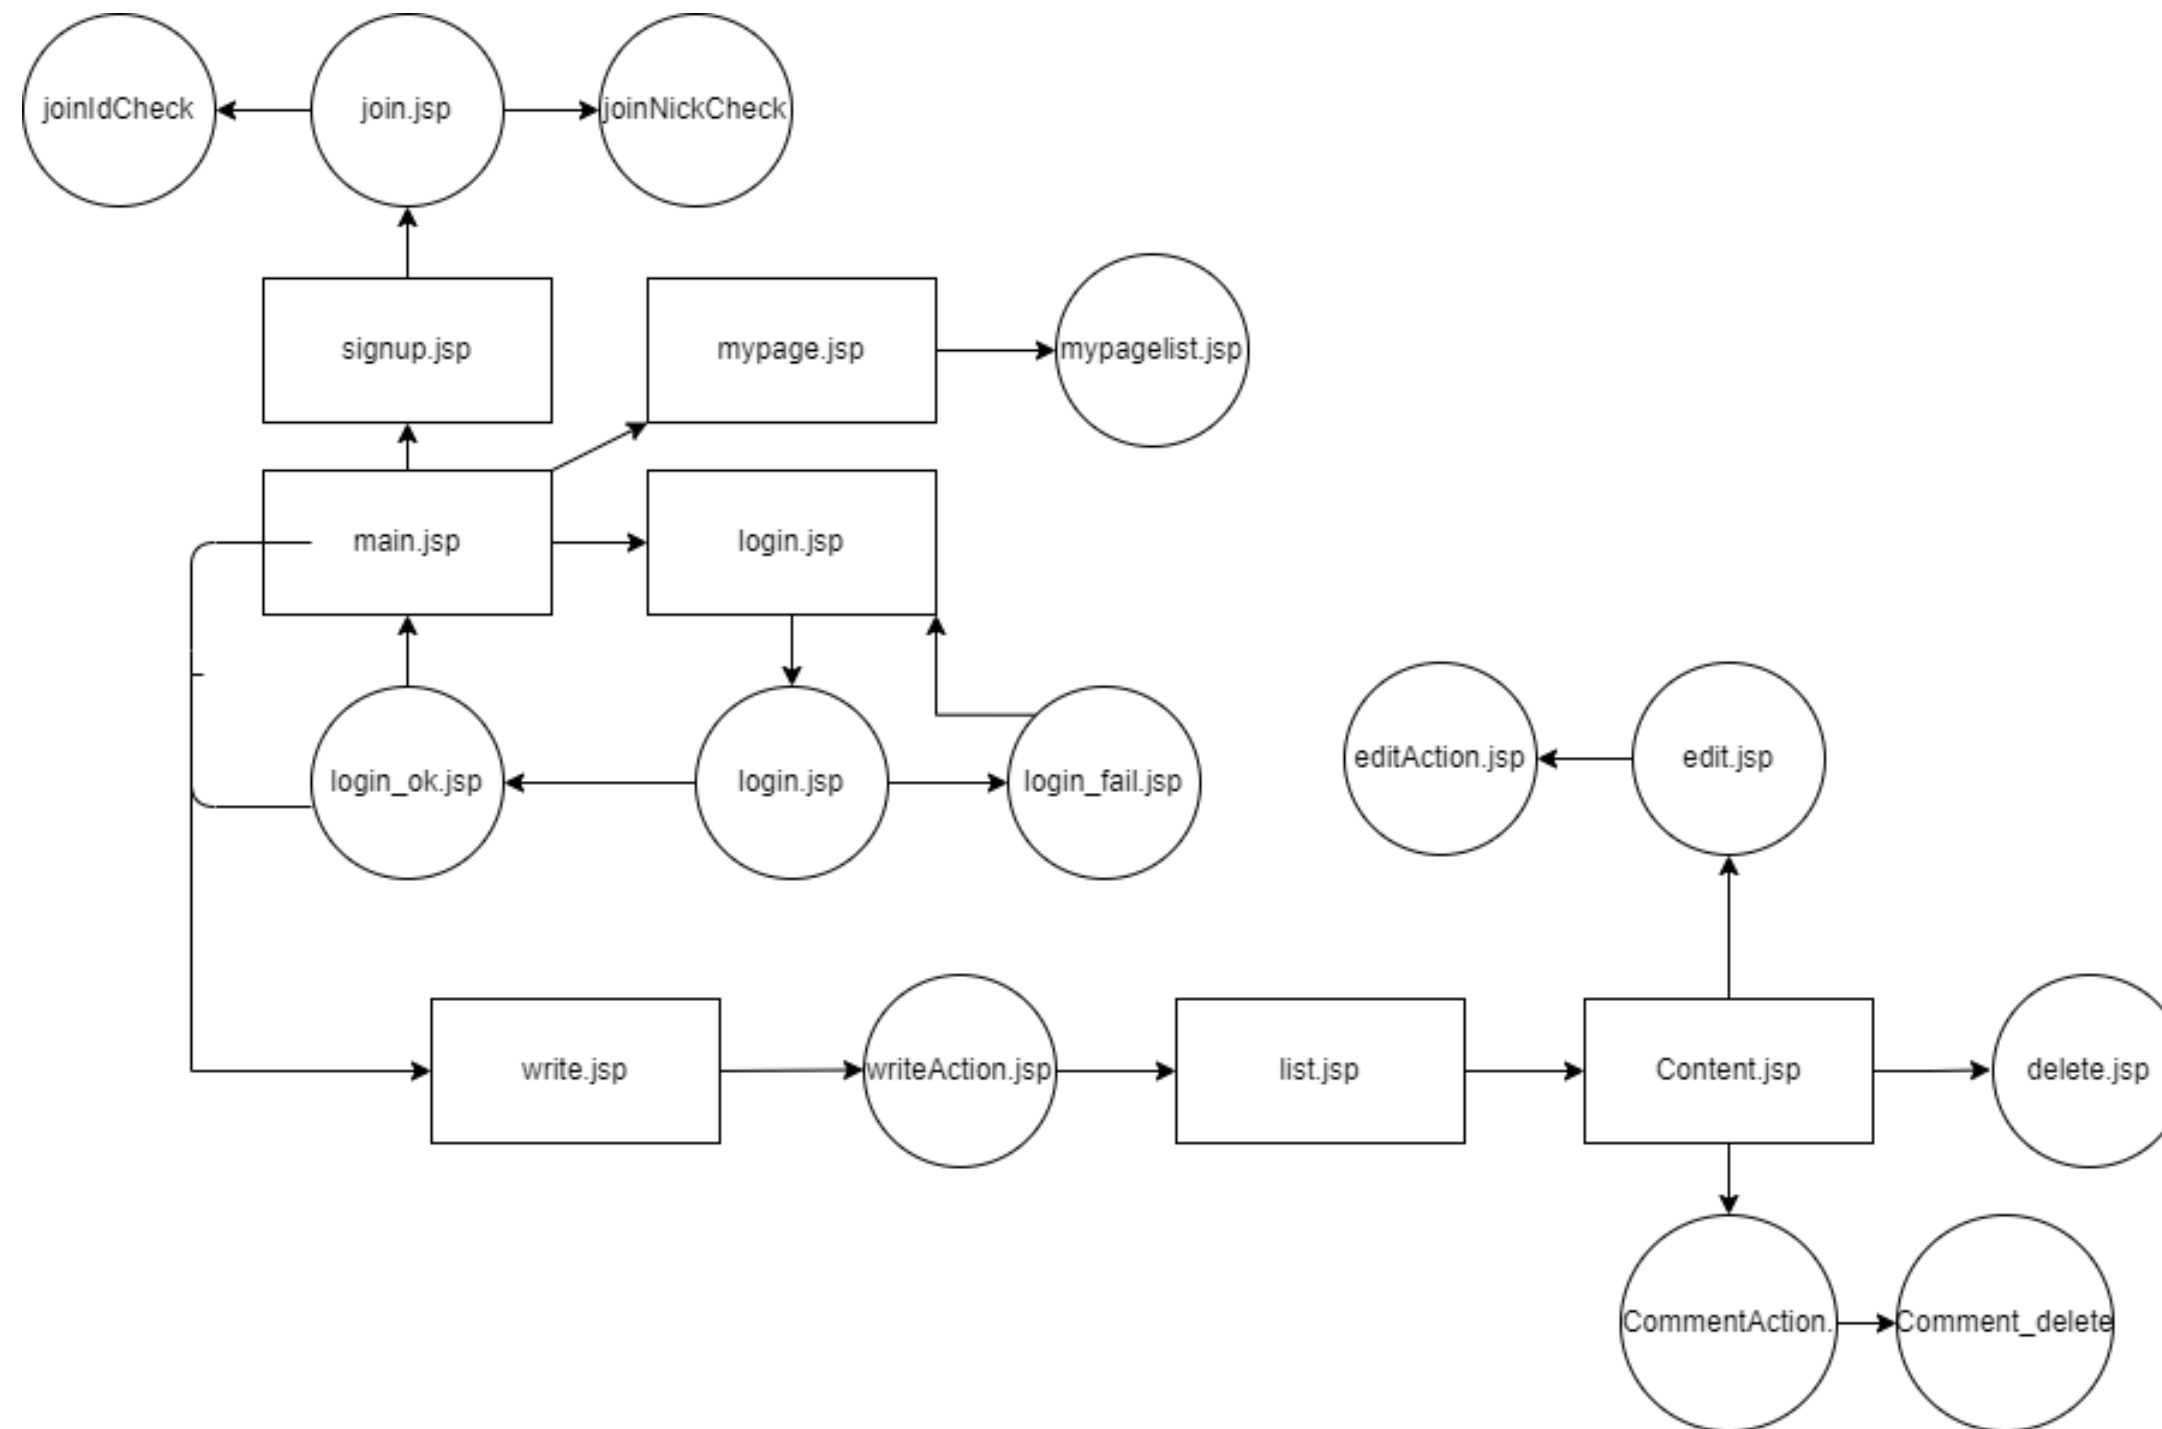 joinIdCheck
join.jsp
joinNickCheck
signup.jsp
mypage.jsp
mypagelist.jsp
main.jsp
login.jsp
login_ok.jsp
login.jsp
login_fail.jsp
editAction.jsp
edit.jsp
write.jsp
writeAction.jsp
list.jsp
Content.jsp
delete.jsp
CommentAction.
Comment_delete